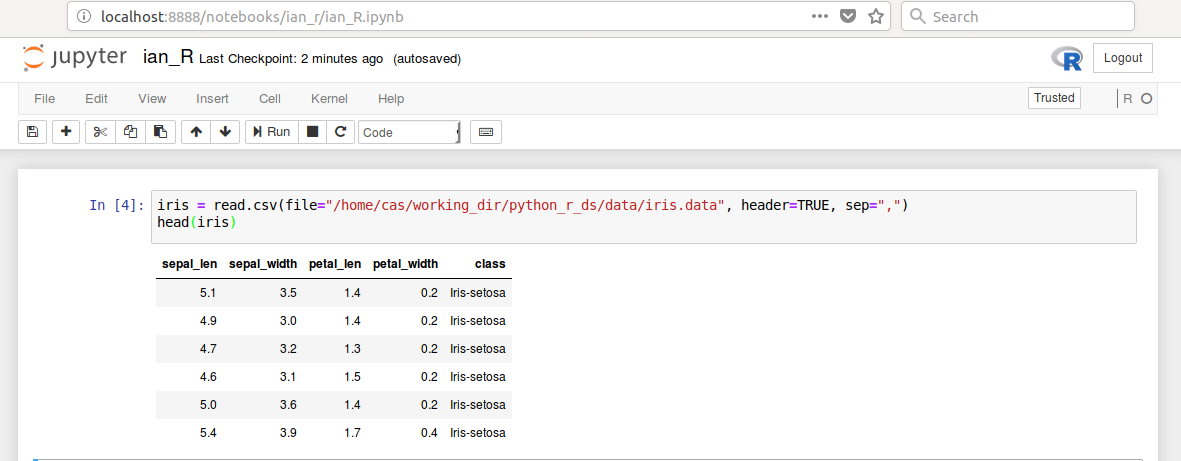 localhost:8888/notebooks/ian_r/ian_R.ipynb
Search
jupyter ian_R Last Checkpoint: 2 minutes ago (autosaved)
R
Logout
File Edit View Insert Cell Kernel Help
Trusted
R
Run
Code
In [4]: iris = read.csv(file="/home/cas/working_dir/python_r_ds/data/iris.data", header=TRUE, sep=",")
head(iris)
sepal_len sepal_width petal_len petal_width class
5.1 3.5 1.4 0.2 Iris-setosa
4.9 3.0 1.4 0.2 Iris-setosa
4.7 3.2 1.3 0.2 Iris-setosa
4.6 3.1 1.5 0.2 Iris-setosa
5.0 3.6 1.4 0.2 Iris-setosa
5.4 3.9 1.7 0.4 Iris-setosa